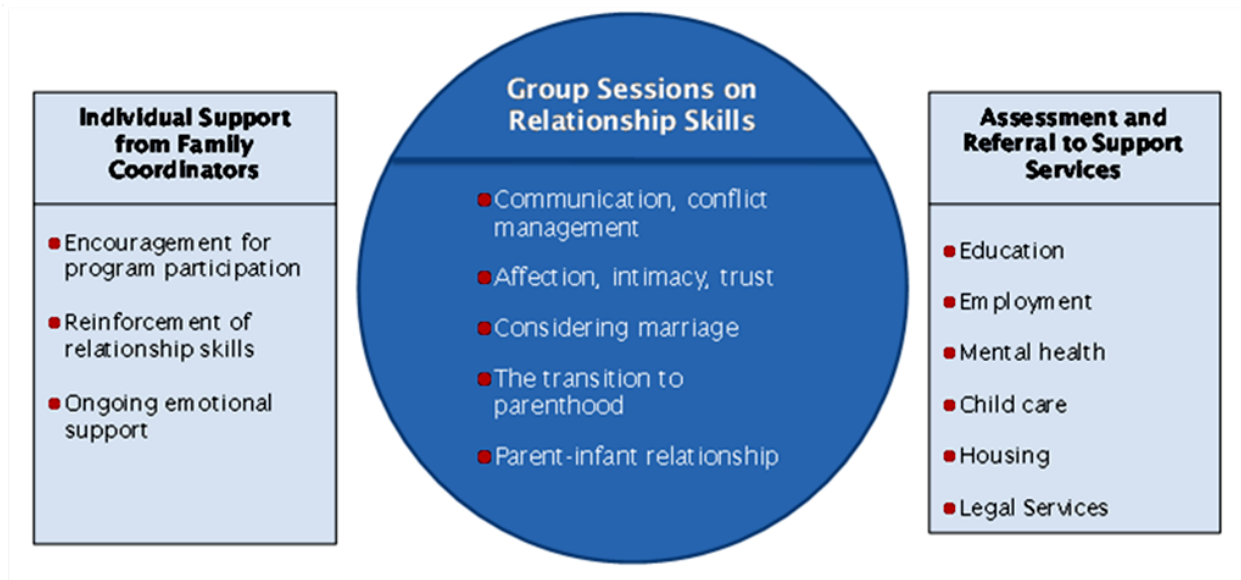 Individual Support
from Family
Coordinators
Encouragement for
program participation
Reinforcement of
relationship skills
Ongoing emotional
support
Group Sessions on
Relationship Skills
Communication, conflict
management
Affection, intimacy, trust
Considering marriage
The transition to
parenthood
Parent-infant relationship
Assessment and
Referral to Support
Services
Education
Employment
Mental health
Child care
Housing
Legal Services